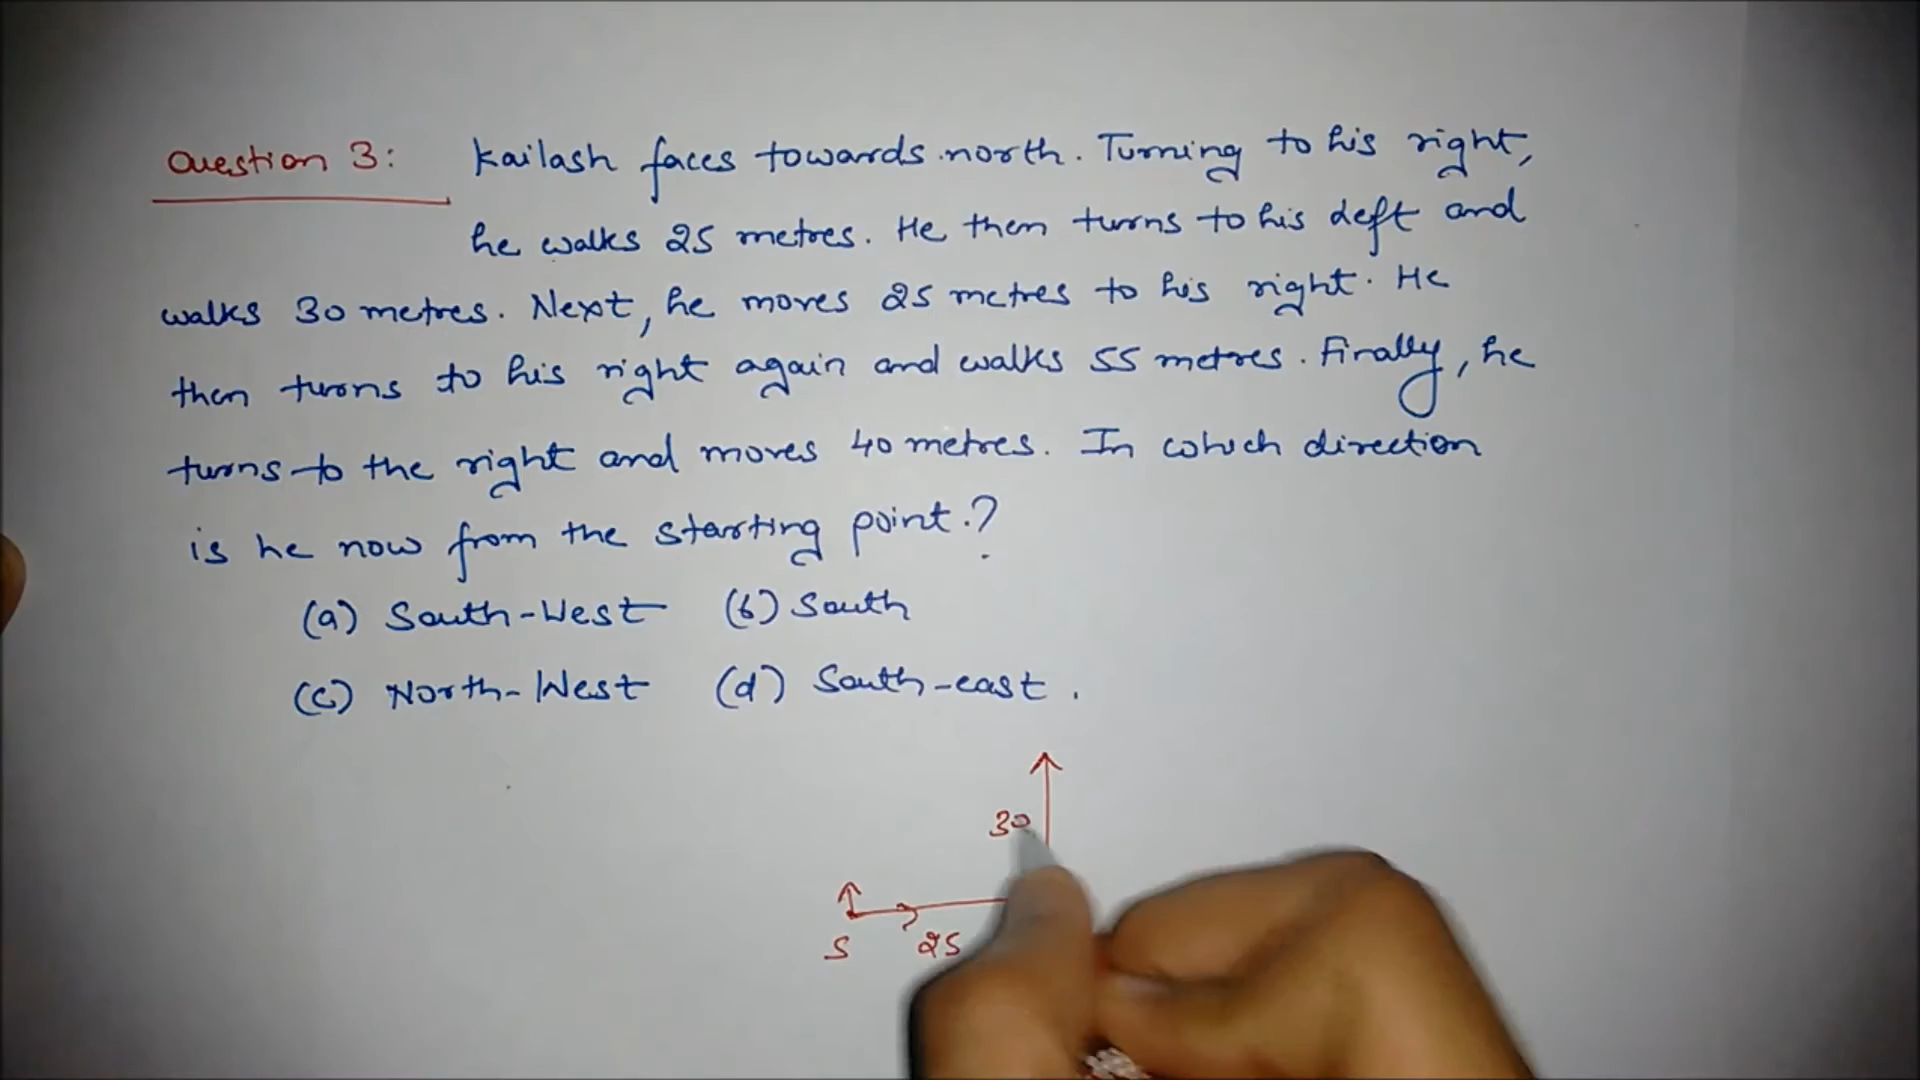 Question 3: Kailash faces towards north. Turning to his right,
he walks 25 metres. He then turns to his left and
walks 30 metres. Next, he moves 25 metres to his right. He
then turns to his right again and walks 55 metres. Finally, he
turns to the right and moves 40 metres. In which direction
is he now from the starting point.?
(a) South-West (b) South
(c) North-West (d) South-east.
30
S 25